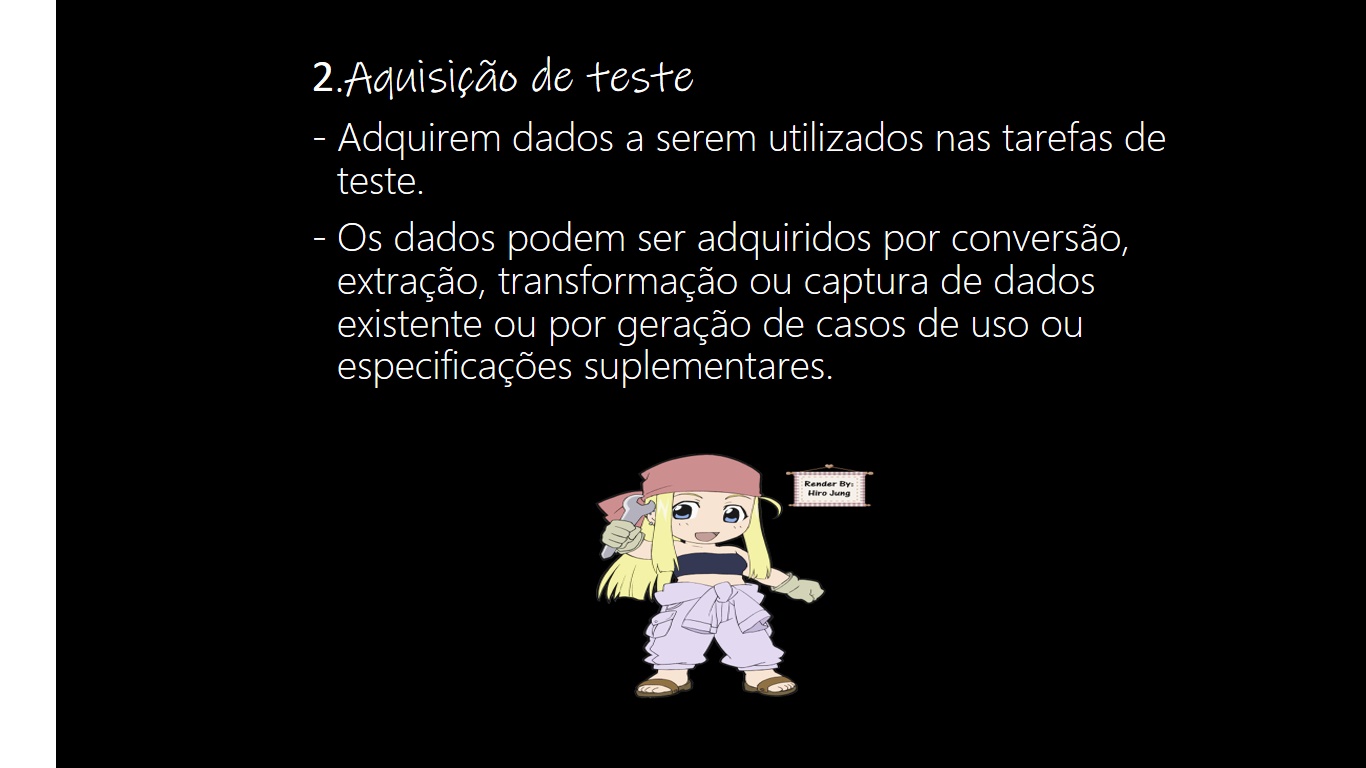 2.Aquisição de teste
- Adquirem dados a serem utilizados nas tarefas de
teste.
- Os dados podem ser adquiridos por conversão,
extração, transformação ou captura de dados
existente ou por geração de casos de uso ou
especificações suplementares.
Render By:
Hiro Jung